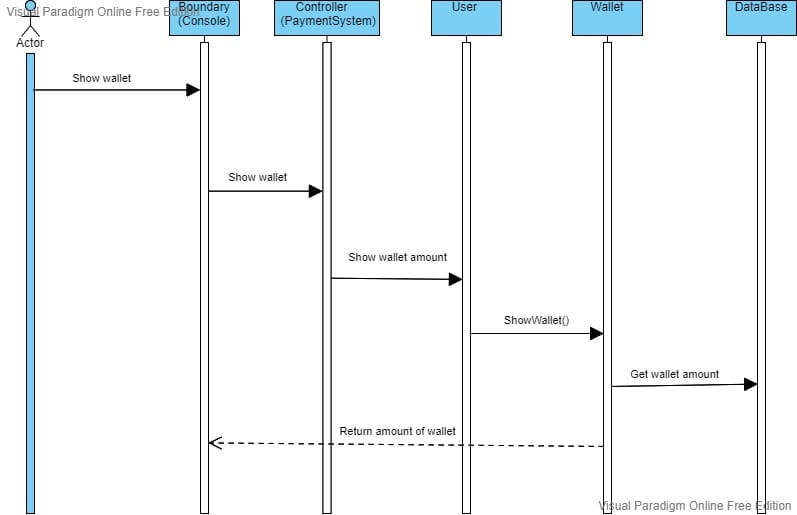 Visual Paradigm Online Free Edition
Boundary
(Console)
Controller
(PaymentSystem)
User
Wallet
DataBase
Actor
Show wallet
Show wallet
Show wallet amount
ShowWallet()
Get wallet amount
Return amount of wallet
Visual Paradigm Online Free Edition